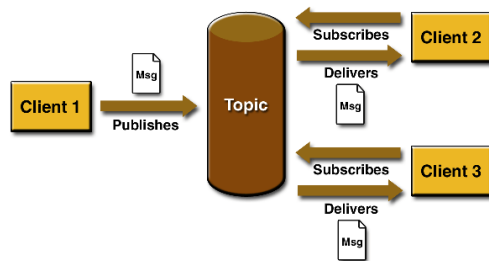 Msg
Client 1
Publishes
Topic
Subscribes
Client 2
Delivers
Msg
Subscribes
Client 3
Delivers
Msg